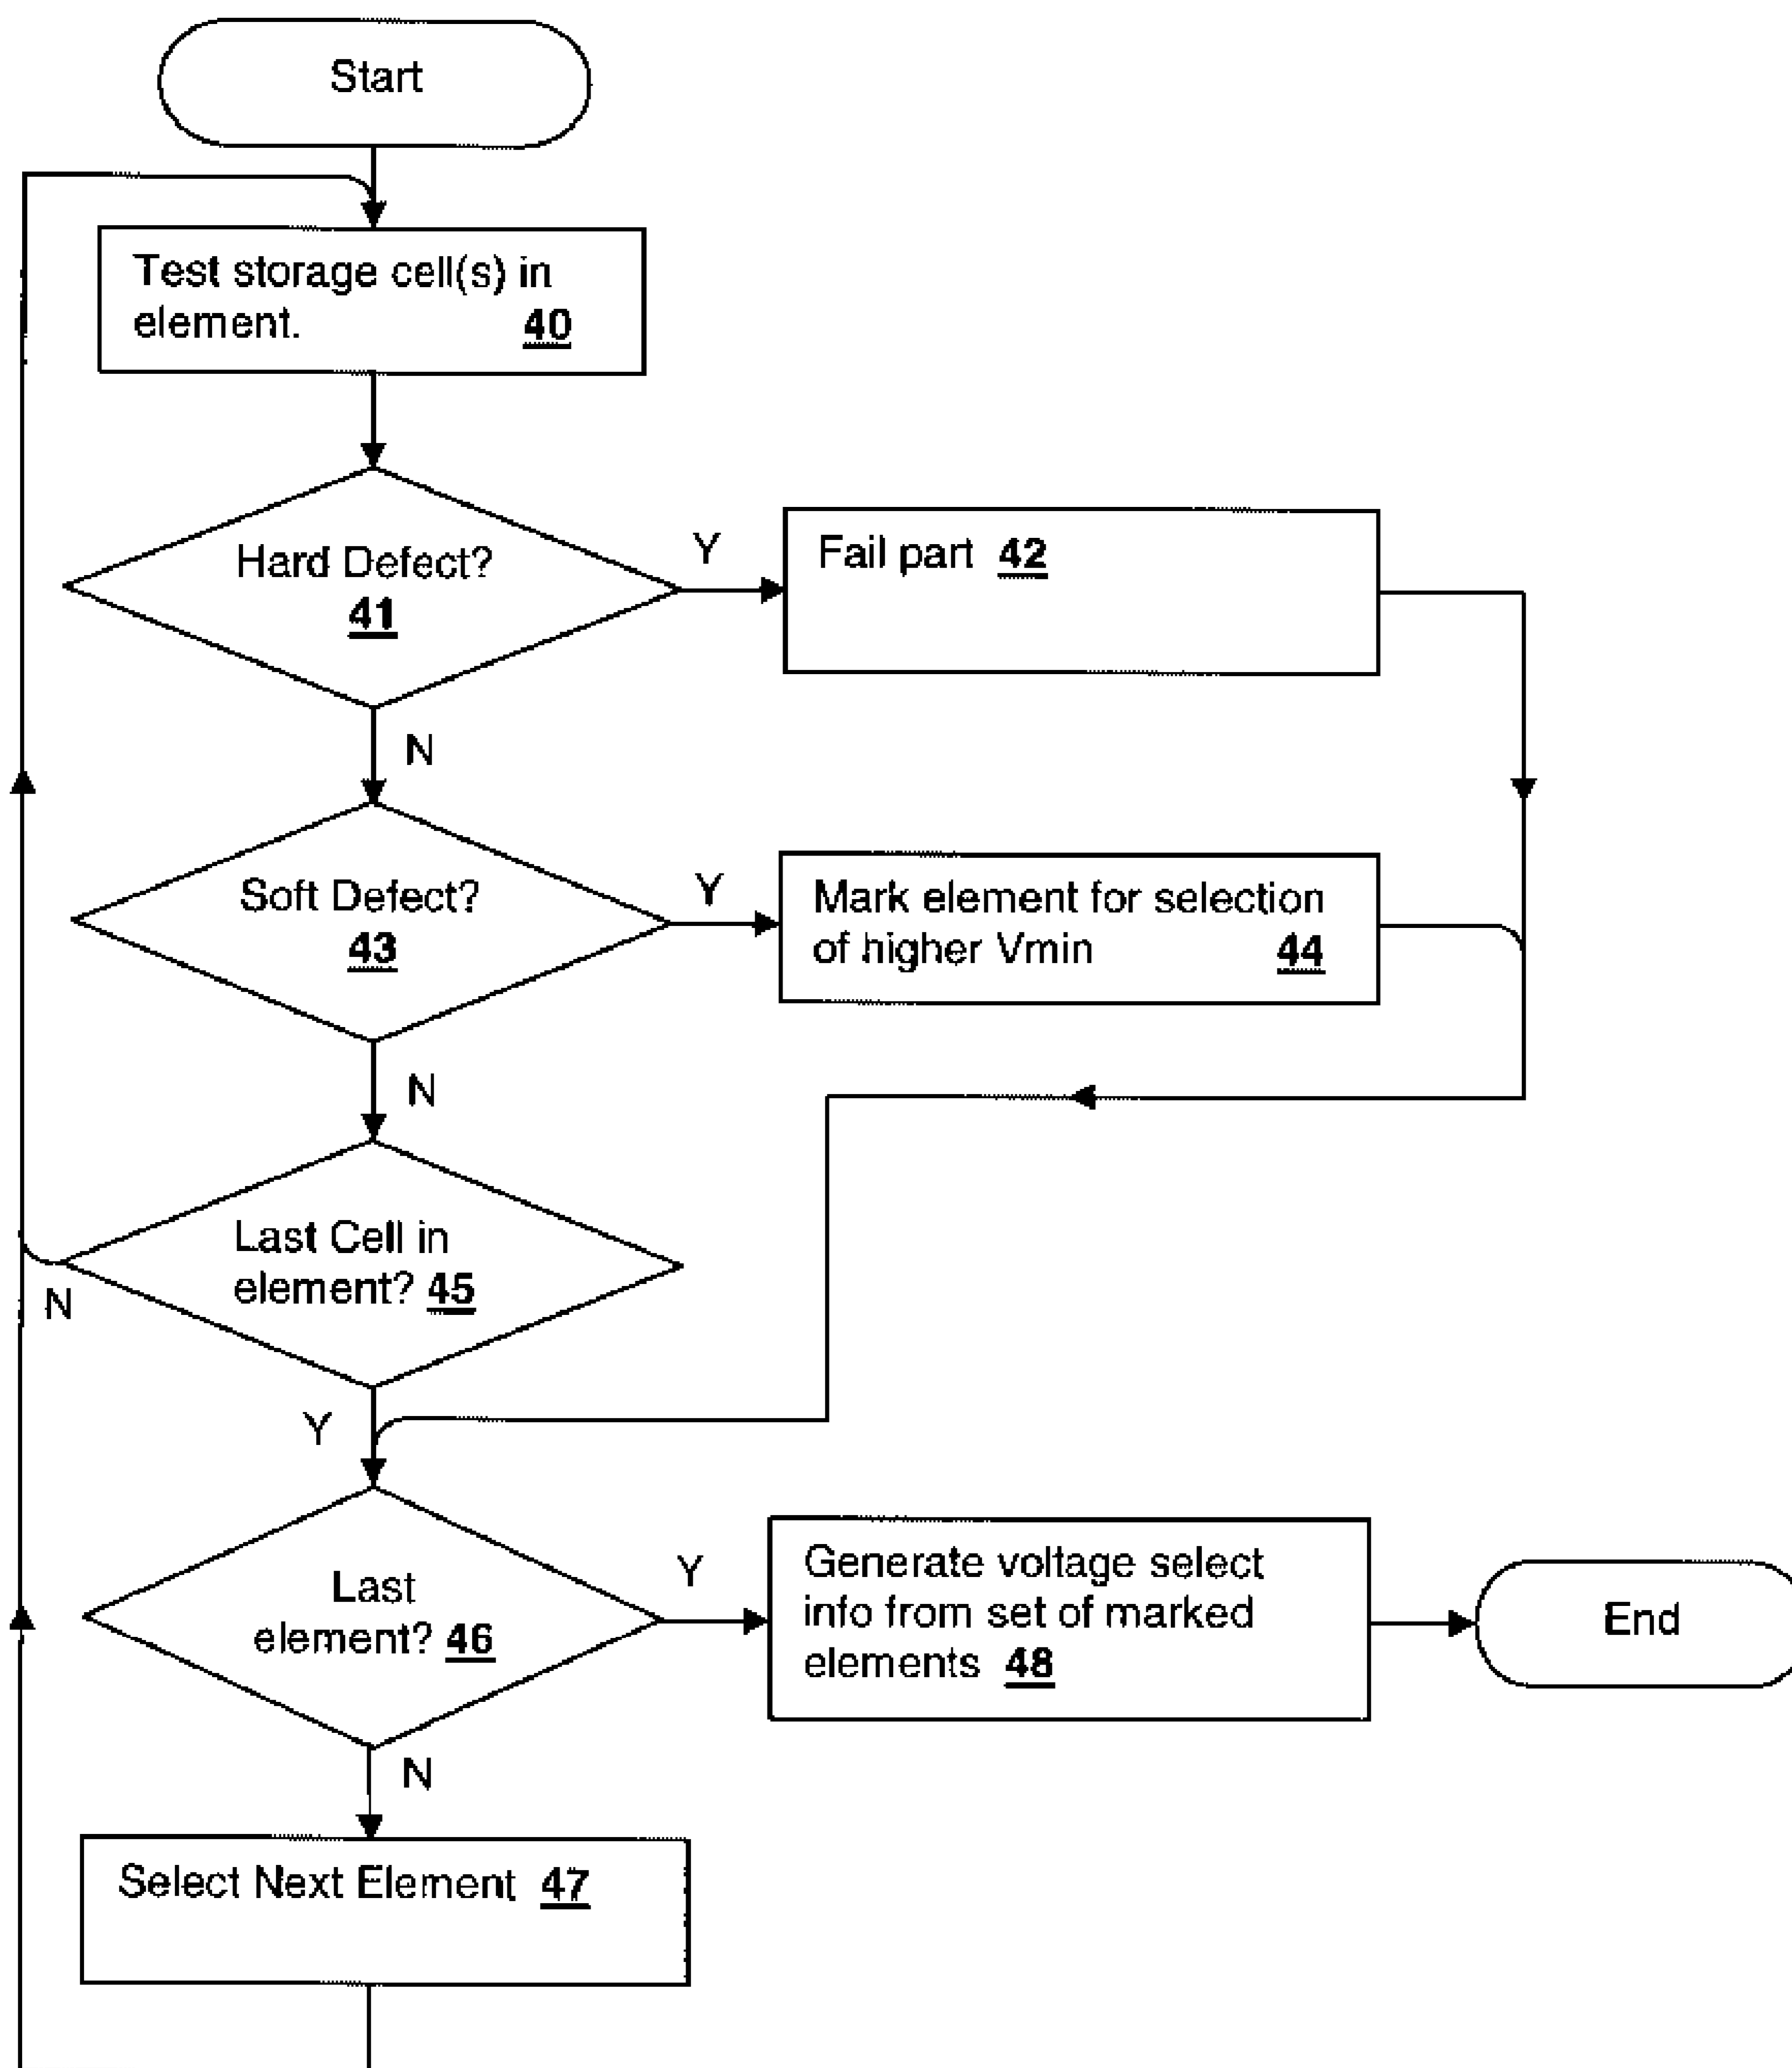 Start
Test storage cell(s) in
element. 40
Hard Defect?
41
Y
Fail part 42
N
Soft Defect?
43
Y
Mark element for selection
of higher Vmin 44
N
Last Cell in
element? 45
N
Y
Last
element? 46
Y
Generate voltage select
info from set of marked
elements 48
End
N
Select Next Element 47